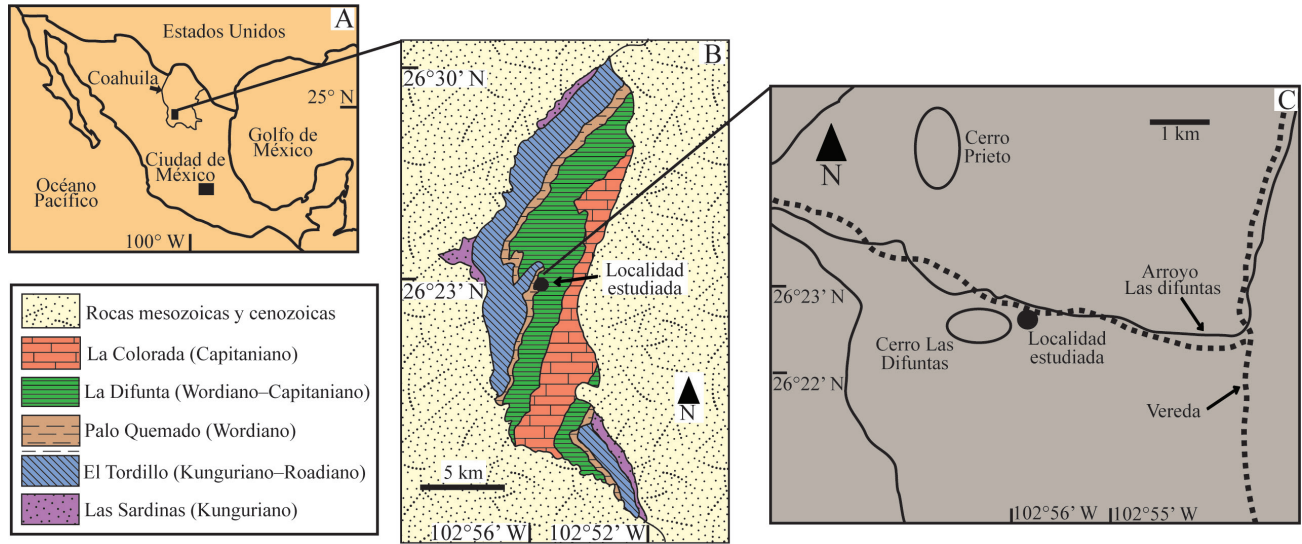 A
Estados Unidos
Coahuila
25° N
Golfo de
México
Ciudad de
México
Océano
Pacífico
100° W
Rocas mesozoicas y cenozoicas
La Colorada (Capitaniano)
La Difunta (Wordiano–Capitaniano)
Palo Quemado (Wordiano)
El Tordillo (Kunguriano–Roadiano)
Las Sardinas (Kunguriano)
B
26°30’ N
Localidad
estudiada
26°23’ N
N
5 km
102°56’ W
102°52’ W
C
1 km
Cerro
Prieto
N
Arroyo
Las difuntas
26°23’ N
Cerro Las
Difuntas
Localidad
estudiada
26°22’ N
Vereda
102°56’ W
102°55’ W